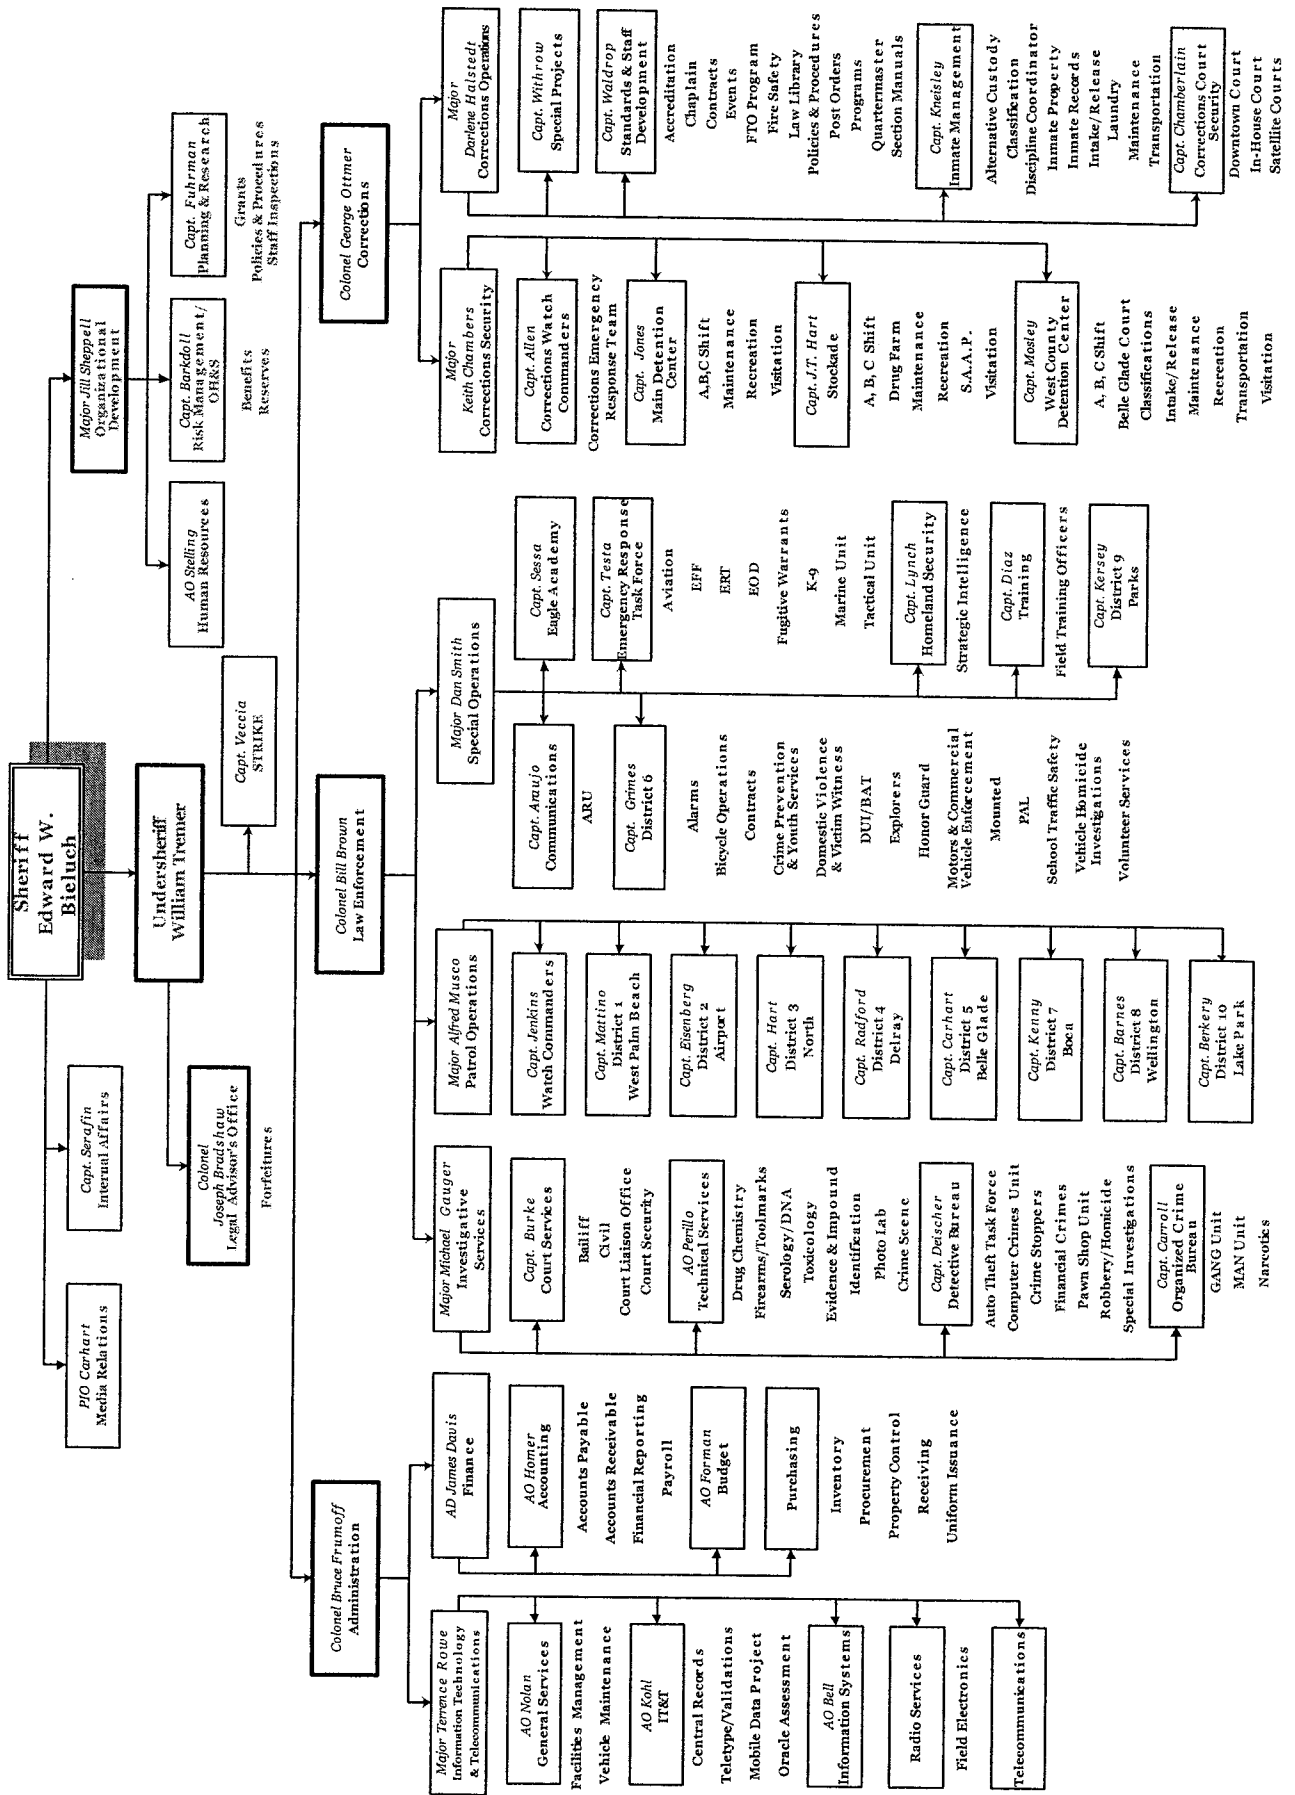 Sheriff
Edward W.
Bieluch
PIO Carhart
Media Relations
Capt. Serafin
Internal Affairs
Major Jill Sheppell
Organizational
Development
AO Stelling
Human Resources
Capt. Barkdoll
Risk Management/
OH&S
Benefits
Reserves
Capt. Fuhrman
Planning & Research
Grants
Policies & Procedures
Staff Inspections
Undersheriff
William Tremer
Colonel
Joseph Bradshaw
Legal Advisor's Office
Forfeitures
Capt. Veccia
STRIKE
Colonel Bruce Frumoff
Administration
Major Terrence Rowe
Information Technology
& Telecommunications
AO Nolan
General Services
Facilities Management
Vehicle Maintenance
AO Kohl
IT&T
Central Records
Teletype/Validations
Mobile Data Project
Oracle Assessment
AO Bell
Information Systems
Radio Services
Field Electronics
Telecommunications
AD James Davis
Finance
AO Homer
Accounting
Accounts Payable
Accounts Receivable
Financial Reporting
Payroll
AO Forman
Budget
Purchasing
Inventory
Procurement
Property Control
Receiving
Uniform Issuance
Colonel Bill Brown
Law Enforcement
Major Michael Gauger
Investigative
Services
Capt. Burke
Court Services
Bailiff
Civil
Court Liaison Office
Court Security
AO Perillo
Technical Services
Drug Chemistry
Firearms/Toolmarks
Serology/DNA
Toxicology
Evidence & Impound
Identification
Photo Lab
Crime Scene
Capt. Deischer
Detective Bureau
Auto Theft Task Force
Computer Crimes Unit
Crime Stoppers
Financial Crimes
Pawn Shop Unit
Robbery/Homicide
Special Investigations
Capt. Carroll
Organized Crime
Bureau
GANG Unit
MAN Unit
Narcotics
Major Alfred Musco
Patrol Operations
Capt. Jenkins
Watch Commanders
Capt. Mattino
District 1
West Palm Beach
Capt. Eisenberg
District 2
Airport
Capt. Hart
District 3
North
Capt. Radford
District 4
Delray
Capt. Carhart
District 5
Belle Glade
Capt. Kenny
District 7
Boca
Capt. Barnes
District 8
Wellington
Capt. Berkery
District 10
Lake Park
Major Dan Smith
Special Operations
Capt. Araujo
Communications
ARU
Capt. Grimes
District 6
Alarms
Bicycle Operations
Contracts
Crime Prevention
& Youth Services
Domestic Violence
& Victim Witness
DUI/BAT
Explorers
Honor Guard
Motors & Commercial
Vehicle Enforcement
Mounted
PAL
School Traffic Safety
Vehicle Homicide
Investigations
Volunteer Services
Capt. Sessa
Eagle Academy
Capt. Testa
Emergency Response
Task Force
Aviation
EFF
ERT
EOD
Fugitive Warrants
K-9
Marine Unit
Tactical Unit
Capt. Lynch
Homeland Security
Strategic Intelligence
Capt. Diaz
Training
Field Training Officers
Capt. Kersey
District 9
Parks
Colonel George Ottmer
Corrections
Major
Keith Chambers
Corrections Security
Capt. Allen
Corrections Watch
Commanders
Corrections Emergency
Response Team
Capt. Jones
Main Detention
Center
A,B,C Shift
Maintenance
Recreation
Visitation
Capt. J.T. Hart
Stockade
A, B, C Shift
Drug Farm
Maintenance
Recreation
S.A.A.P.
Visitation
Capt. Mosley
West County
Detention Center
A, B, C Shift
Belle Glade Court
Classifications
Intake/Release
Maintenance
Recreation
Transportation
Visitation
Major
Darlene Halstedt
Corrections Operations
Capt. Withrow
Special Projects
Capt. Waldrop
Standards & Staff
Development
Accreditation
Chaplain
Contracts
Events
FTO Program
Fire Safety
Law Library
Policies & Procedures
Post Orders
Programs
Quartermaster
Section Manuals
Capt. Kneisley
Inmate Management
Alternative Custody
Classification
Discipline Coordinator
Inmate Property
Inmate Records
Intake/Release
Laundry
Maintenance
Transportation
Capt. Chamberlain
Corrections Court
Security
Downtown Court
In-House Court
Satellite Courts